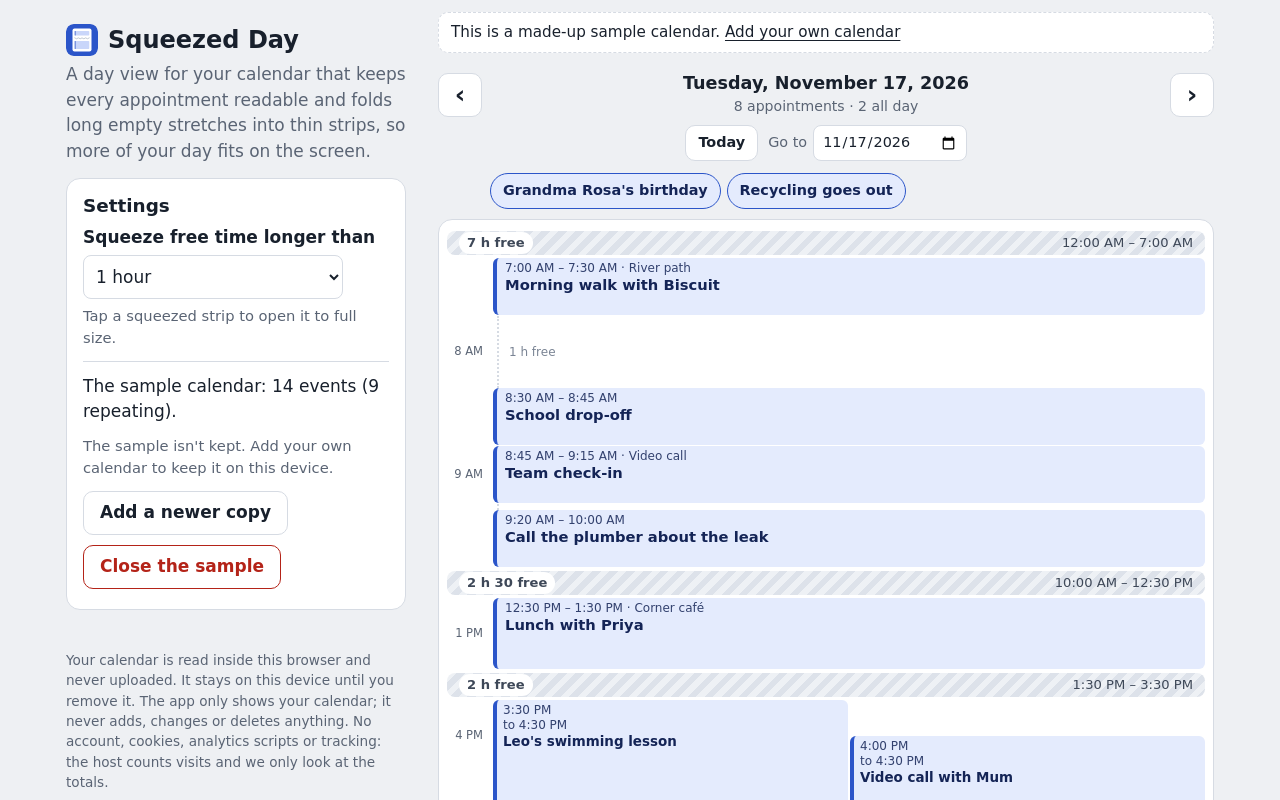 Squeezed Day
A day view for your calendar that keeps
every appointment readable and folds
long empty stretches into thin strips, so
more of your day fits on the screen.
Settings
Squeeze free time longer than
1 hour
Tap a squeezed strip to open it to full
size.
The sample calendar: 14 events (9
repeating).
The sample isn't kept. Add your own
calendar to keep it on this device.
Add a newer copy
Close the sample
Your calendar is read inside this browser and
never uploaded. It stays on this device until you
remove it. The app only shows your calendar; it
never adds, changes or deletes anything. No
account, cookies, analytics scripts or tracking:
the host counts visits and we only look at the
totals.
This is a made-up sample calendar. Add your own calendar
‹
Tuesday, November 17, 2026
›
8 appointments · 2 all day
Today Go to 11/17/2026
Grandma Rosa's birthday Recycling goes out
7 h free 12:00 AM – 7:00 AM
7:00 AM – 7:30 AM · River path
Morning walk with Biscuit
8 AM 1 h free
8:30 AM – 8:45 AM
School drop-off
8:45 AM – 9:15 AM · Video call
9 AM Team check-in
9:20 AM – 10:00 AM
Call the plumber about the leak
2 h 30 free 10:00 AM – 12:30 PM
12:30 PM – 1:30 PM · Corner café
Lunch with Priya
1 PM
2 h free 1:30 PM – 3:30 PM
3:30 PM
to 4:30 PM
4 PM Leo's swimming lesson
4:00 PM
to 4:30 PM
Video call with Mum